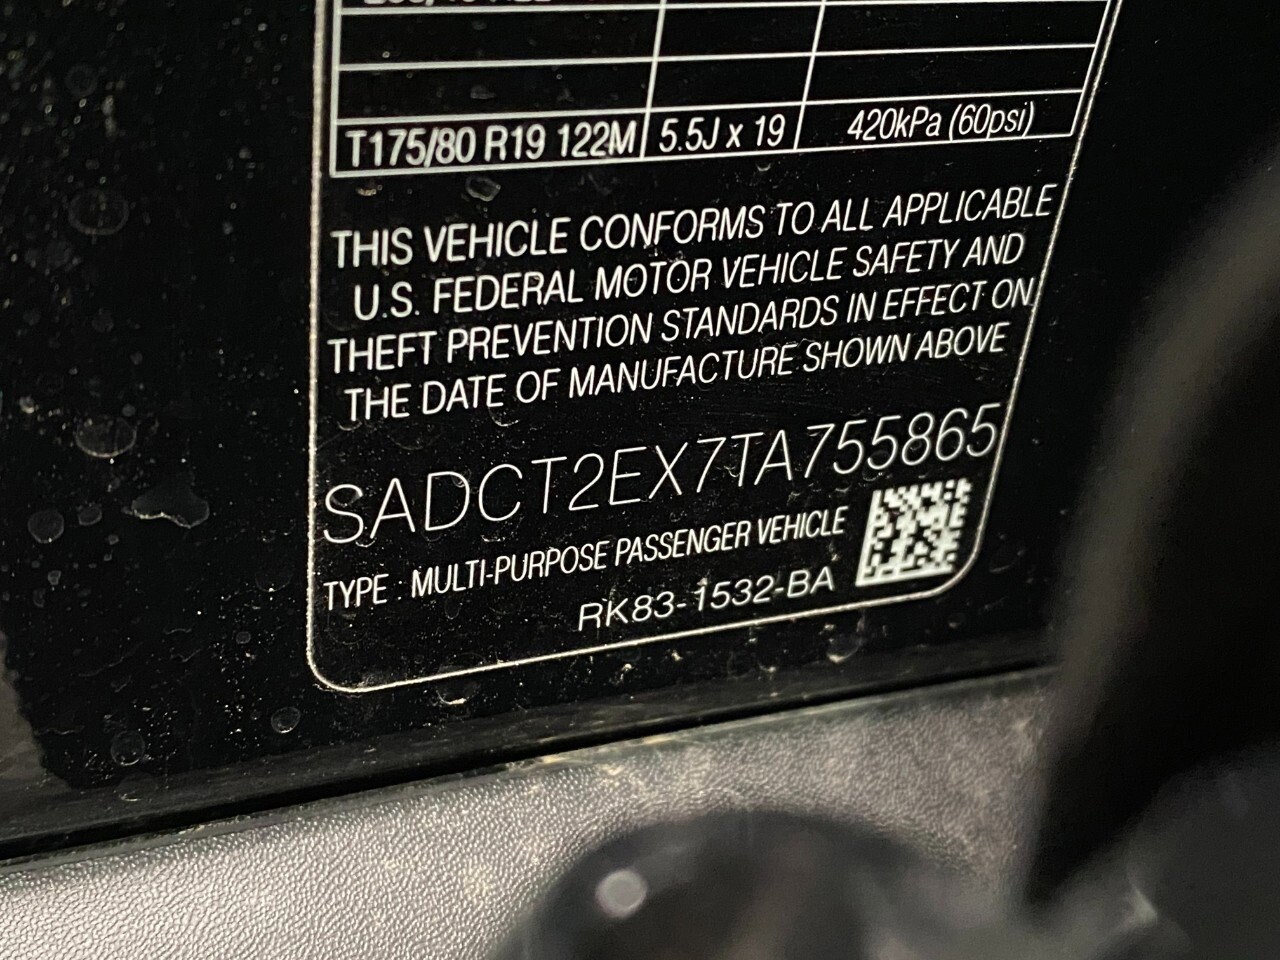 T175/80 R19 122M 5.5J x 19 420kPa (60psi)
THIS VEHICLE CONFORMS TO ALL APPLICABLE
U.S. FEDERAL MOTOR VEHICLE SAFETY AND
THEFT PREVENTION STANDARDS IN EFFECT ON
THE DATE OF MANUFACTURE SHOWN ABOVE
SADCT2EX7TA755865
TYPE : MULTI-PURPOSE PASSENGER VEHICLE
RK83-1532-BA